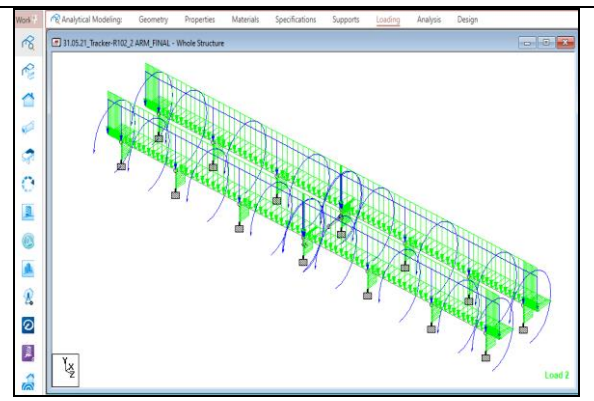 Work
Analytical Modeling: Geometry Properties Materials Specifications Supports Loading Analysis Design
31.05.21_Tracker-R102_2 ARM_FINAL - Whole Structure
Y
X
Z
Load 2